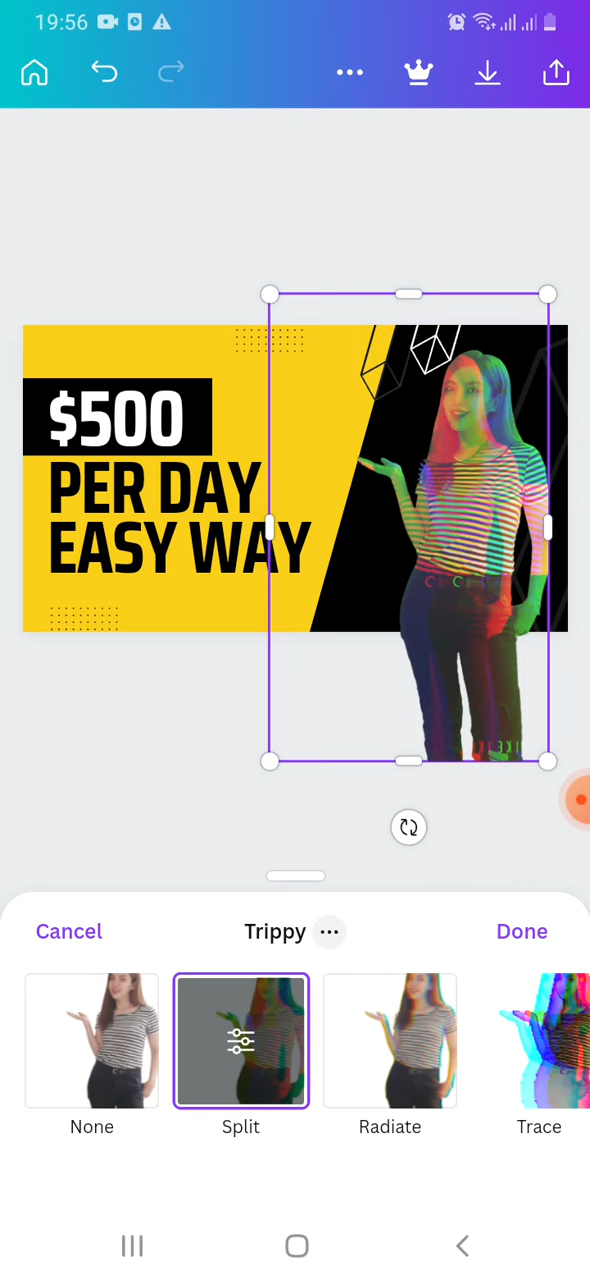 19:56
$500
PER DAY
EASY WAY
Cancel
Trippy
Done
None
Split
Radiate
Trace